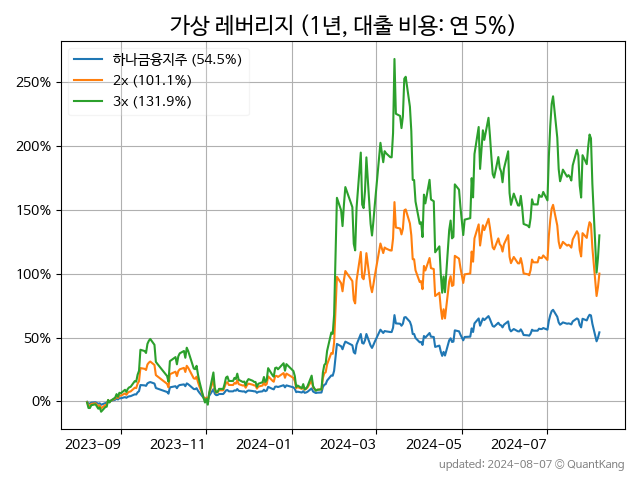 가상 레버리지 (1년, 대출 비용: 연 5%)
하나금융지주 (54.5%)
2x (101.1%)
3x (131.9%)
250%
200%
150%
100%
50%
0%
2023-09 2023-11 2024-01 2024-03 2024-05 2024-07
updated: 2024-08-07 © QuantKang